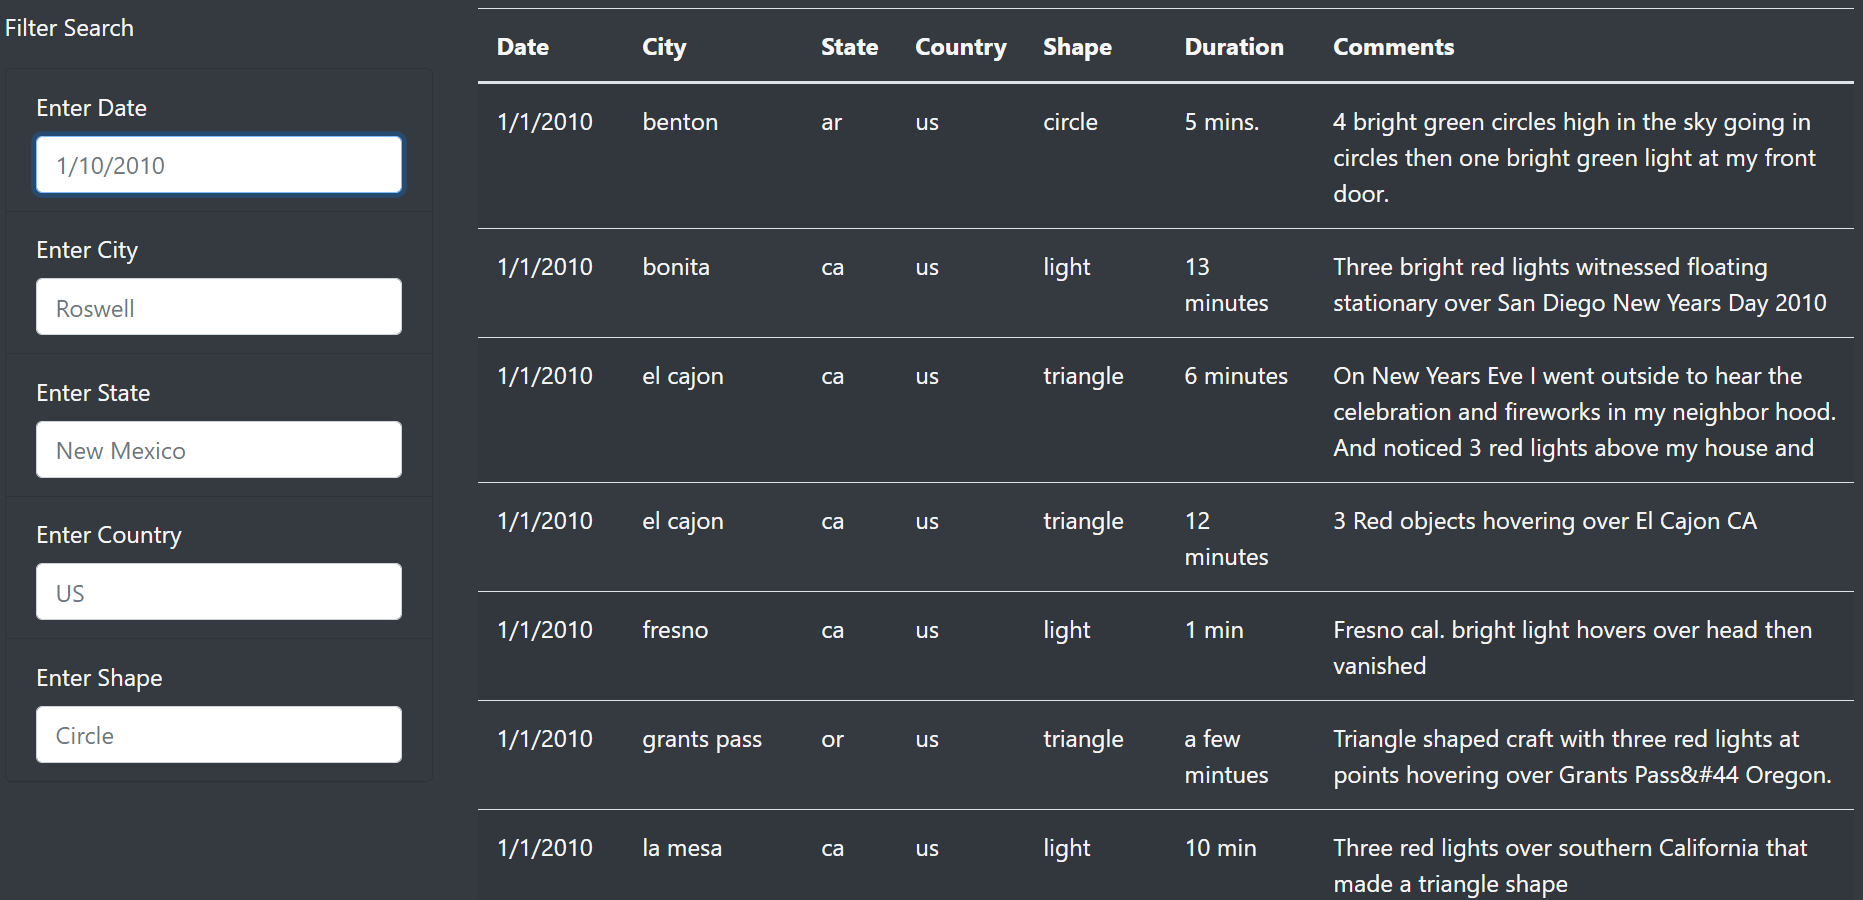 Filter Search
Enter Date
1/10/2010
Enter City
Roswell
Enter State
New Mexico
Enter Country
US
Enter Shape
Circle
Date City State Country Shape Duration Comments
1/1/2010 benton ar us circle 5 mins. 4 bright green circles high in the sky going in
circles then one bright green light at my front
door.
1/1/2010 bonita ca us light 13 Three bright red lights witnessed floating
minutes stationary over San Diego New Years Day 2010
1/1/2010 el cajon ca us triangle 6 minutes On New Years Eve I went outside to hear the
celebration and fireworks in my neighbor hood.
And noticed 3 red lights above my house and
1/1/2010 el cajon ca us triangle 12 3 Red objects hovering over El Cajon CA
minutes
1/1/2010 fresno ca us light 1 min Fresno cal. bright light hovers over head then
vanished
1/1/2010 grants pass or us triangle a few Triangle shaped craft with three red lights at
mintues points hovering over Grants Pass&#44 Oregon.
1/1/2010 la mesa ca us light 10 min Three red lights over southern California that
made a triangle shape